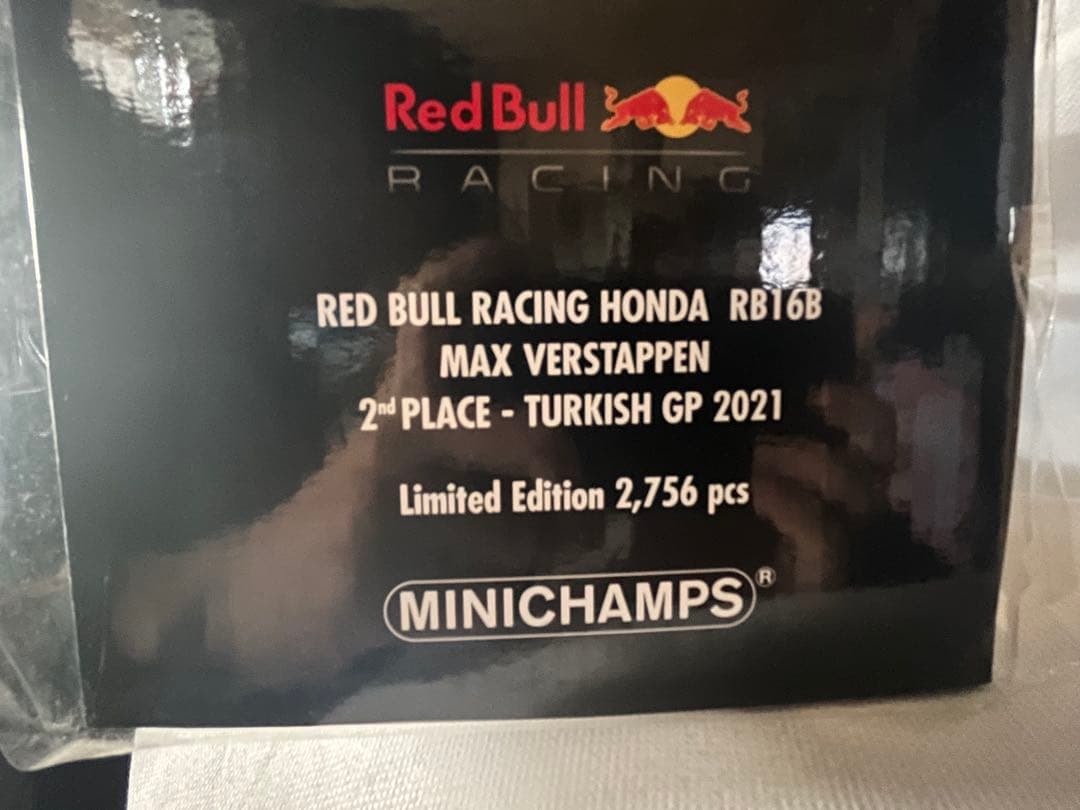 Red Bull
RACING
RED BULL RACING HONDA RB16B
MAX VERSTAPPEN
2nd PLACE - TURKISH GP 2021
Limited Edition 2,756 pcs
MINICHAMPS®